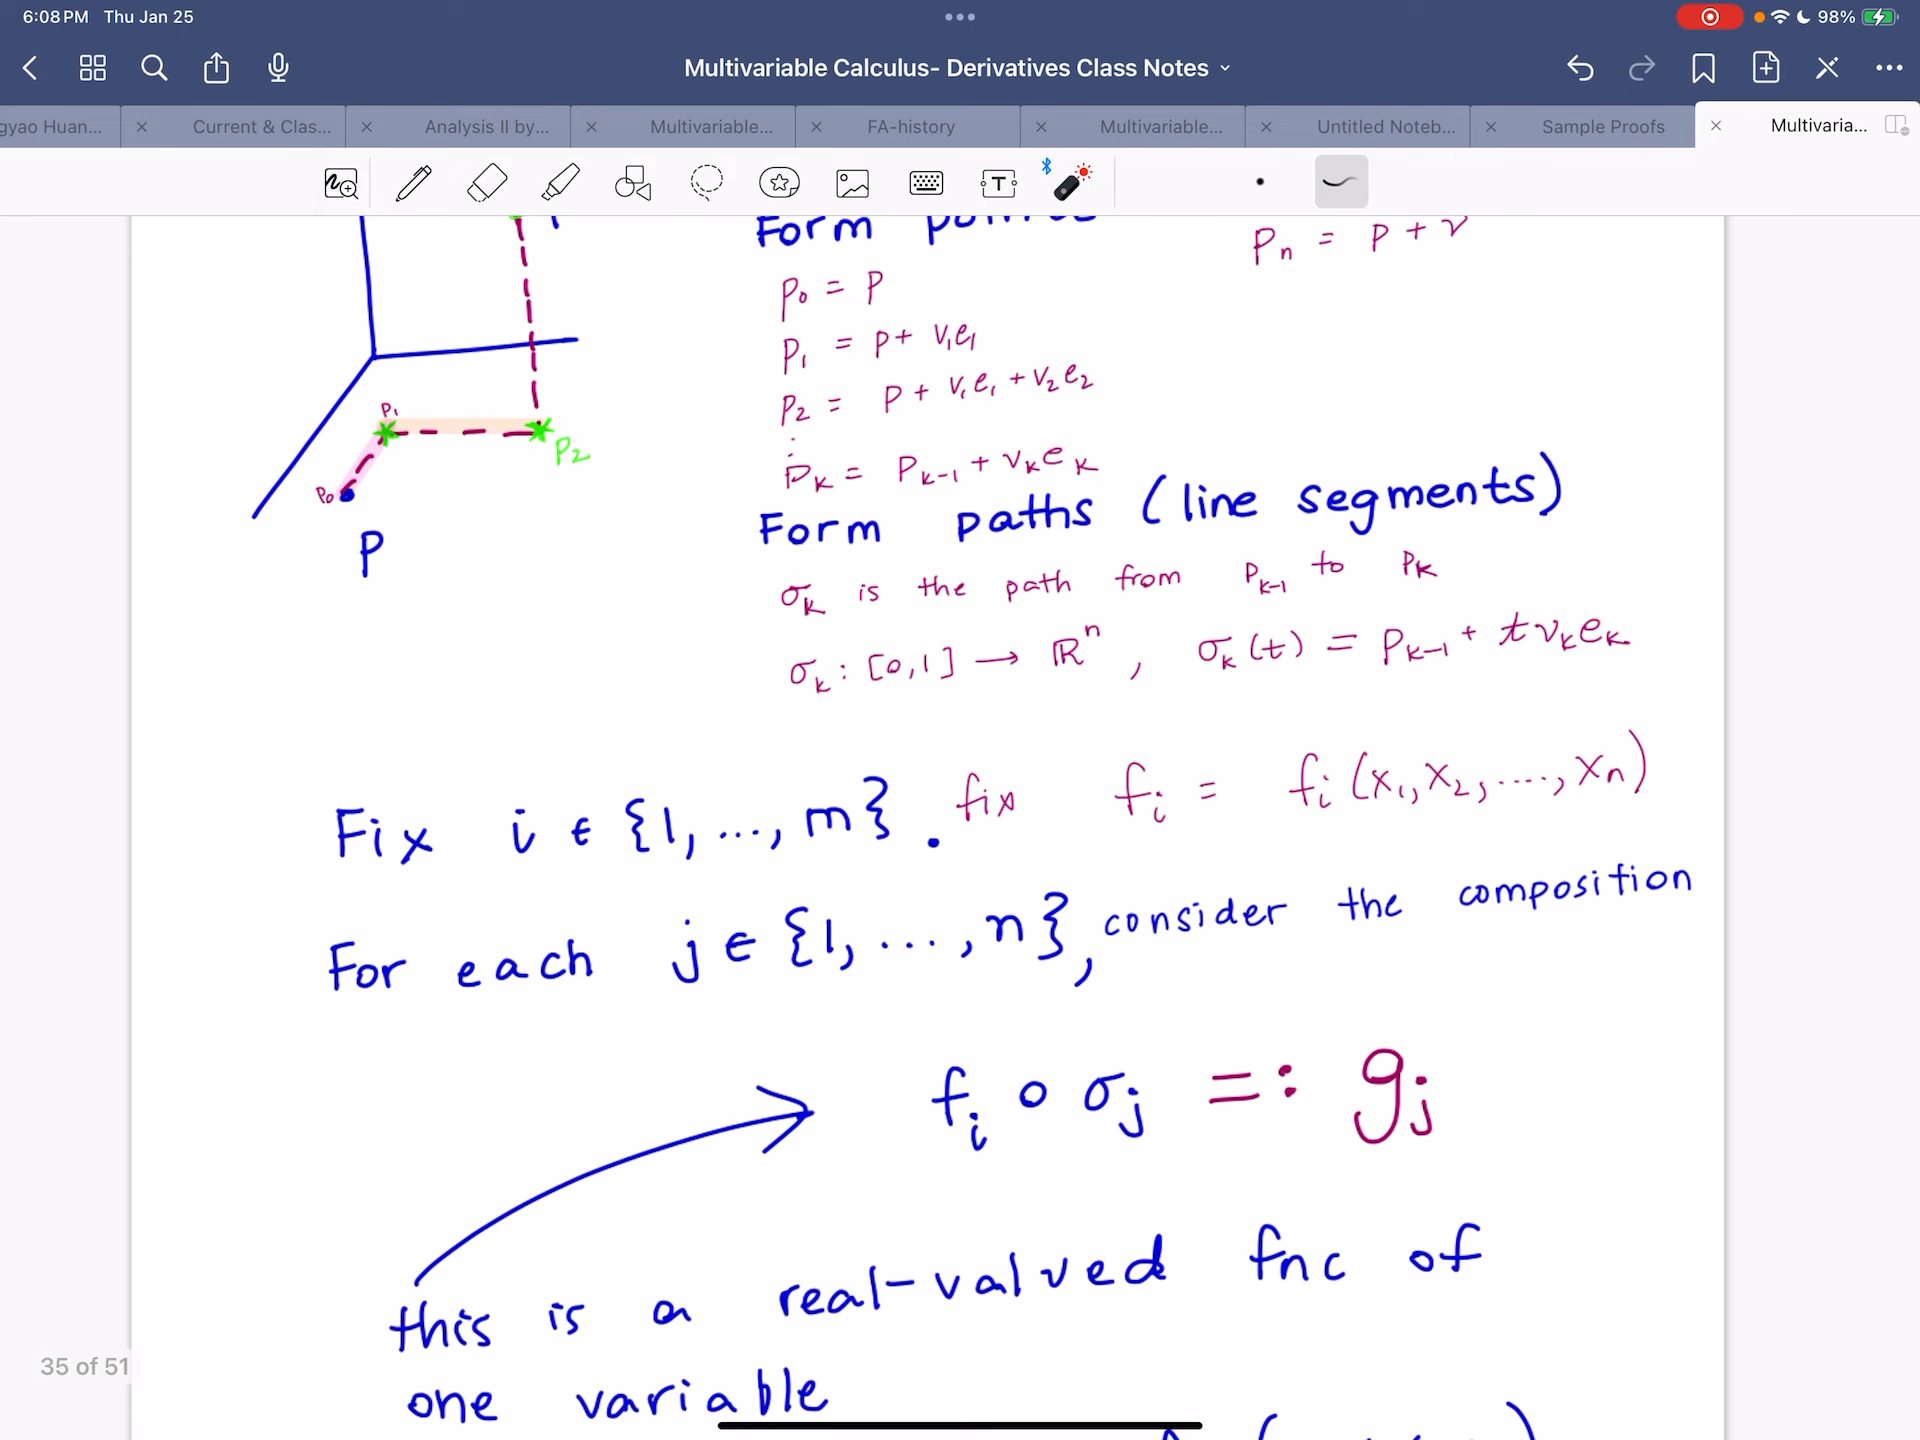 6:08 PM Thu Jan 25
98%
Multivariable Calculus- Derivatives Class Notes
gyao Huan...
Current & Clas...
Analysis II by...
Multivariable...
FA-history
Multivariable...
Untitled Noteb...
Sample Proofs
Multivaria...
Form points
Pₙ = P + v
P₀ = P
P₁ = P + v₁e₁
P₂ = P + v₁e₁ + v₂e₂
⋮
Pₖ = Pₖ₋₁ + vₖeₖ
P₁
P₂
P₀
P
Form paths (line segments)
σₖ is the path from Pₖ₋₁ to Pₖ
σₖ : [0,1] → ℝⁿ , σₖ(t) = Pₖ₋₁ + tvₖeₖ
Fix i ∈ {1, ..., m}. fix fᵢ = fᵢ(x₁, x₂, ....., xₙ)
For each j ∈ {1, ..., n}, consider the composition
fᵢ ∘ σⱼ =: gⱼ
this is a real-valued fnc of
one variable
35 of 51